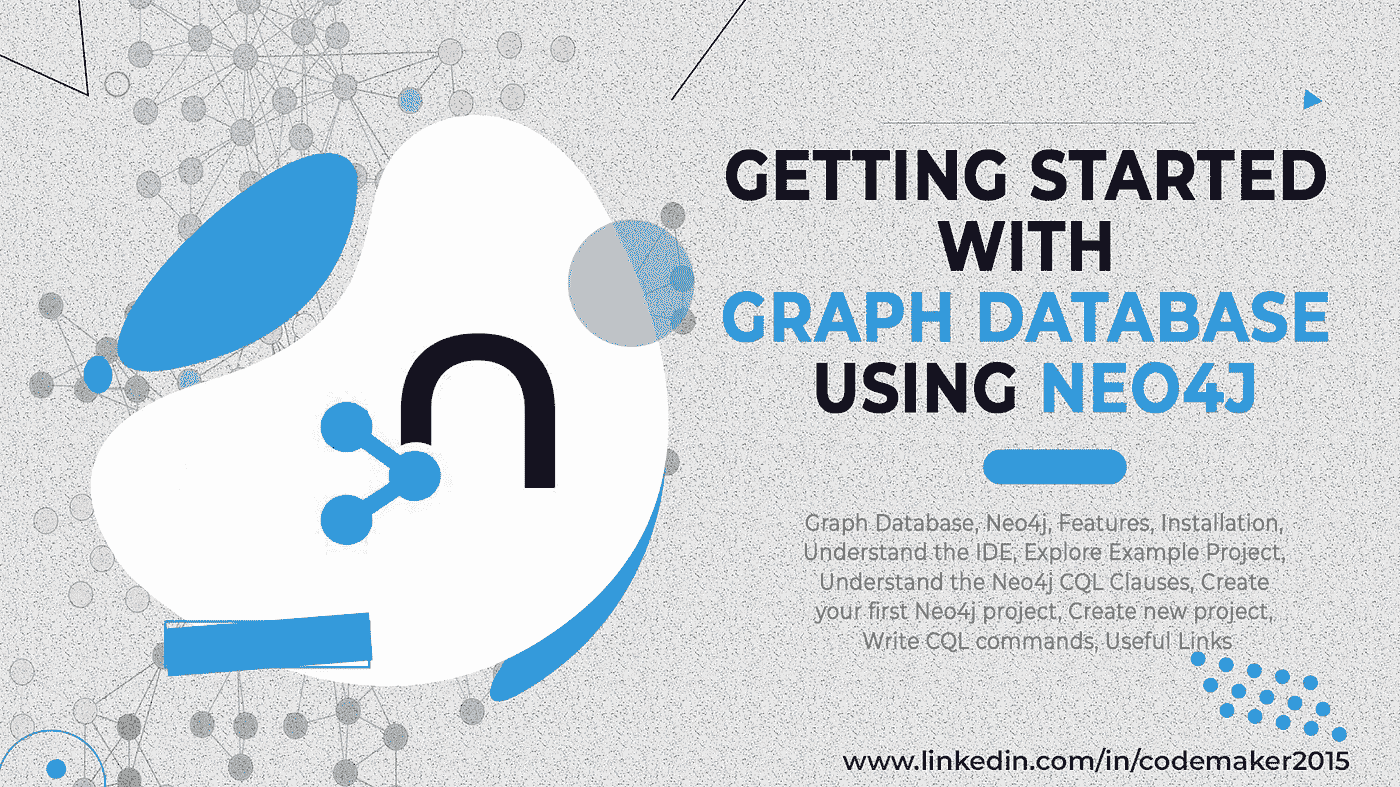 GETTING STARTED
WITH
GRAPH DATABASE
USING NEO4J
Graph Database, Neo4j, Features, Installation,
Understand the IDE, Explore Example Project,
Understand the Neo4j CQL Clauses, Create
your first Neo4j project, Create new project,
Write CQL commands, Useful Links
www.linkedin.com/in/codemaker2015